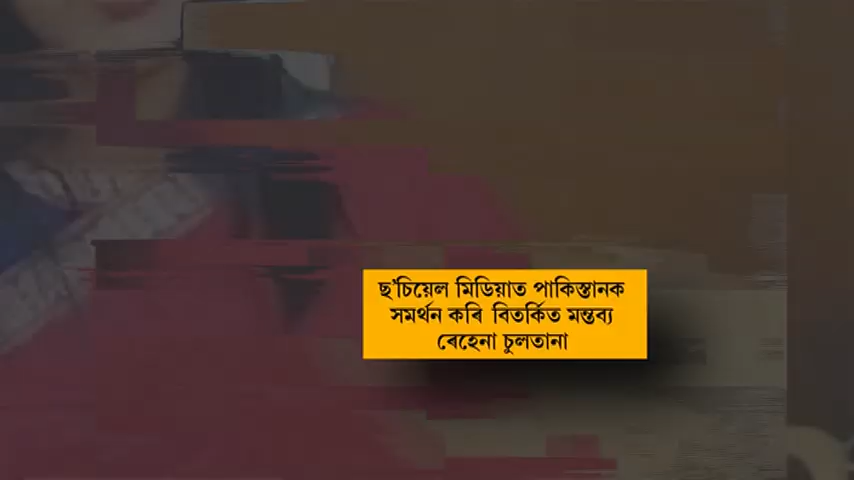 ছ'চিয়েল মিডিয়াত পাকিস্তানক
সমৰ্থন কৰি বিতৰ্কিত মন্তব্য
ৰেহেনা চুলতানা